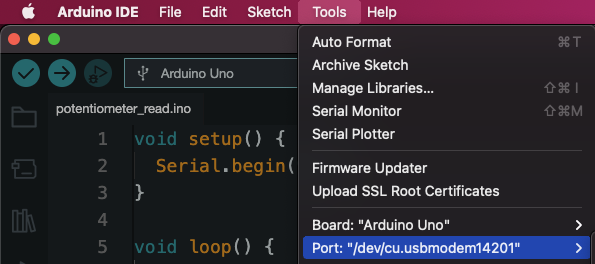 Arduino IDE File Edit Sketch Tools Help
Arduino Uno
potentiometer_read.ino
1 void setup() {
2 Serial.begin(
3 }
4
5 void loop() {
Auto Format ⌘T
Archive Sketch
Manage Libraries... ⇧⌘I
Serial Monitor ⇧⌘M
Serial Plotter
Firmware Updater
Upload SSL Root Certificates
Board: "Arduino Uno"
Port: "/dev/cu.usbmodem14201"